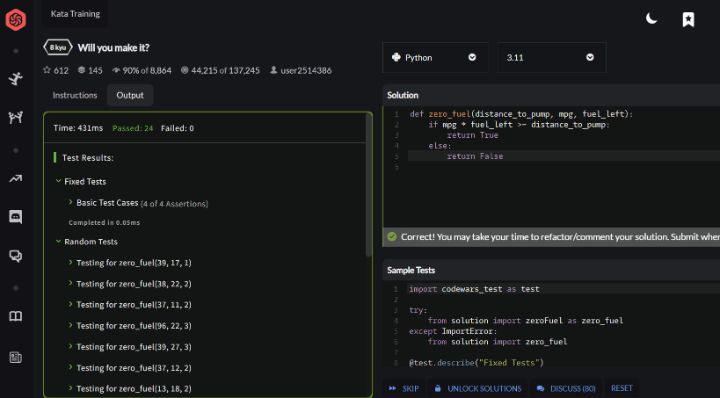 Kata Training
8 kyu Will you make it?
612 145 90% of 8,864 44,215 of 137,245 user2514386
Instructions Output
Time: 431ms Passed: 24 Failed: 0
Test Results:
Fixed Tests
Basic Test Cases (4 of 4 Assertions)
Completed in 0.05ms
Random Tests
Testing for zero_fuel(39, 17, 1)
Testing for zero_fuel(38, 22, 2)
Testing for zero_fuel(37, 11, 2)
Testing for zero_fuel(96, 22, 3)
Testing for zero_fuel(39, 27, 3)
Testing for zero_fuel(37, 12, 2)
Testing for zero_fuel(13, 18, 2)
Python 3.11
Solution
1 def zero_fuel(distance_to_pump, mpg, fuel_left):
2 if mpg * fuel_left >= distance_to_pump:
3 return True
4 else:
5 return False
6
Correct! You may take your time to refactor/comment your solution. Submit when
Sample Tests
1 import codewars_test as test
2
3 try:
4 from solution import zeroFuel as zero_fuel
5 except ImportError:
6 from solution import zero_fuel
7
8 @test.describe("Fixed Tests")
SKIP UNLOCK SOLUTIONS DISCUSS (80) RESET